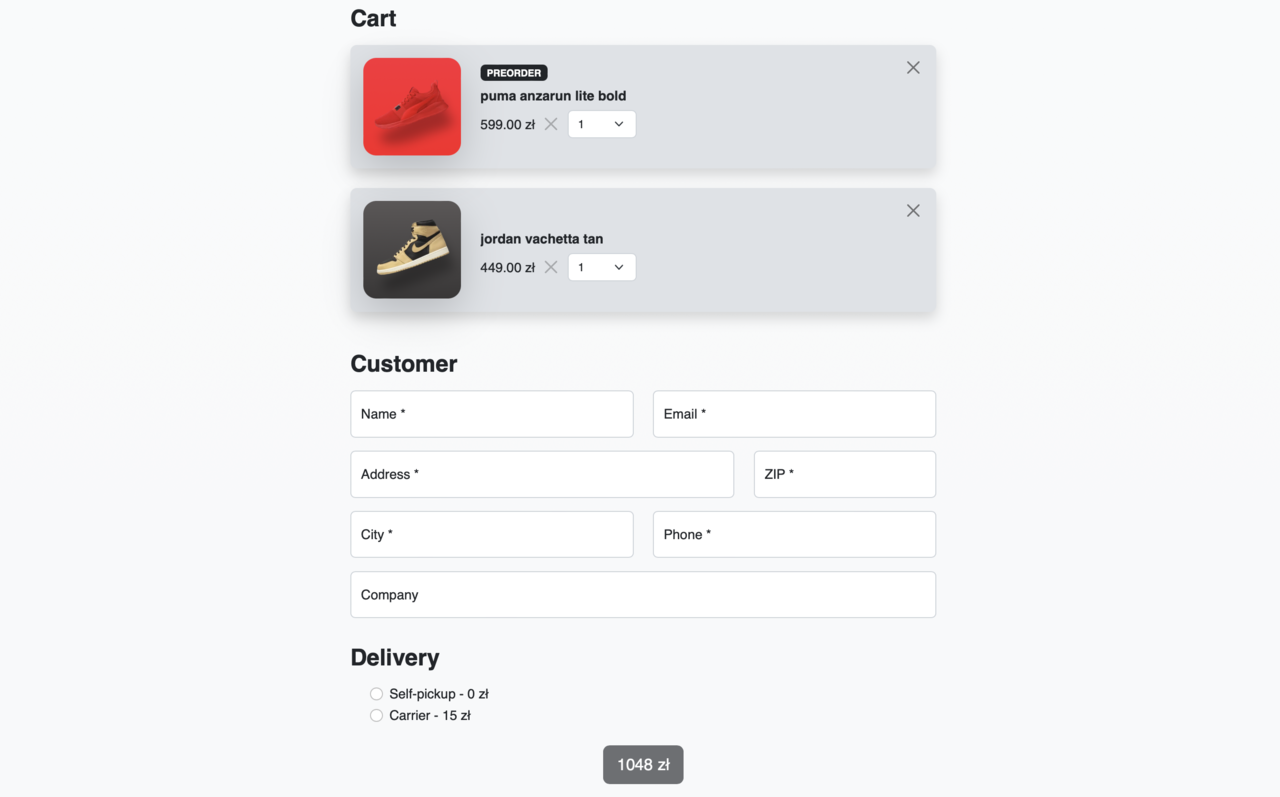 Cart
PREORDER
puma anzarun lite bold
599.00 zł 1
jordan vachetta tan
449.00 zł 1
Customer
Name * Email *
Address * ZIP *
City * Phone *
Company
Delivery
Self-pickup - 0 zł
Carrier - 15 zł
1048 zł